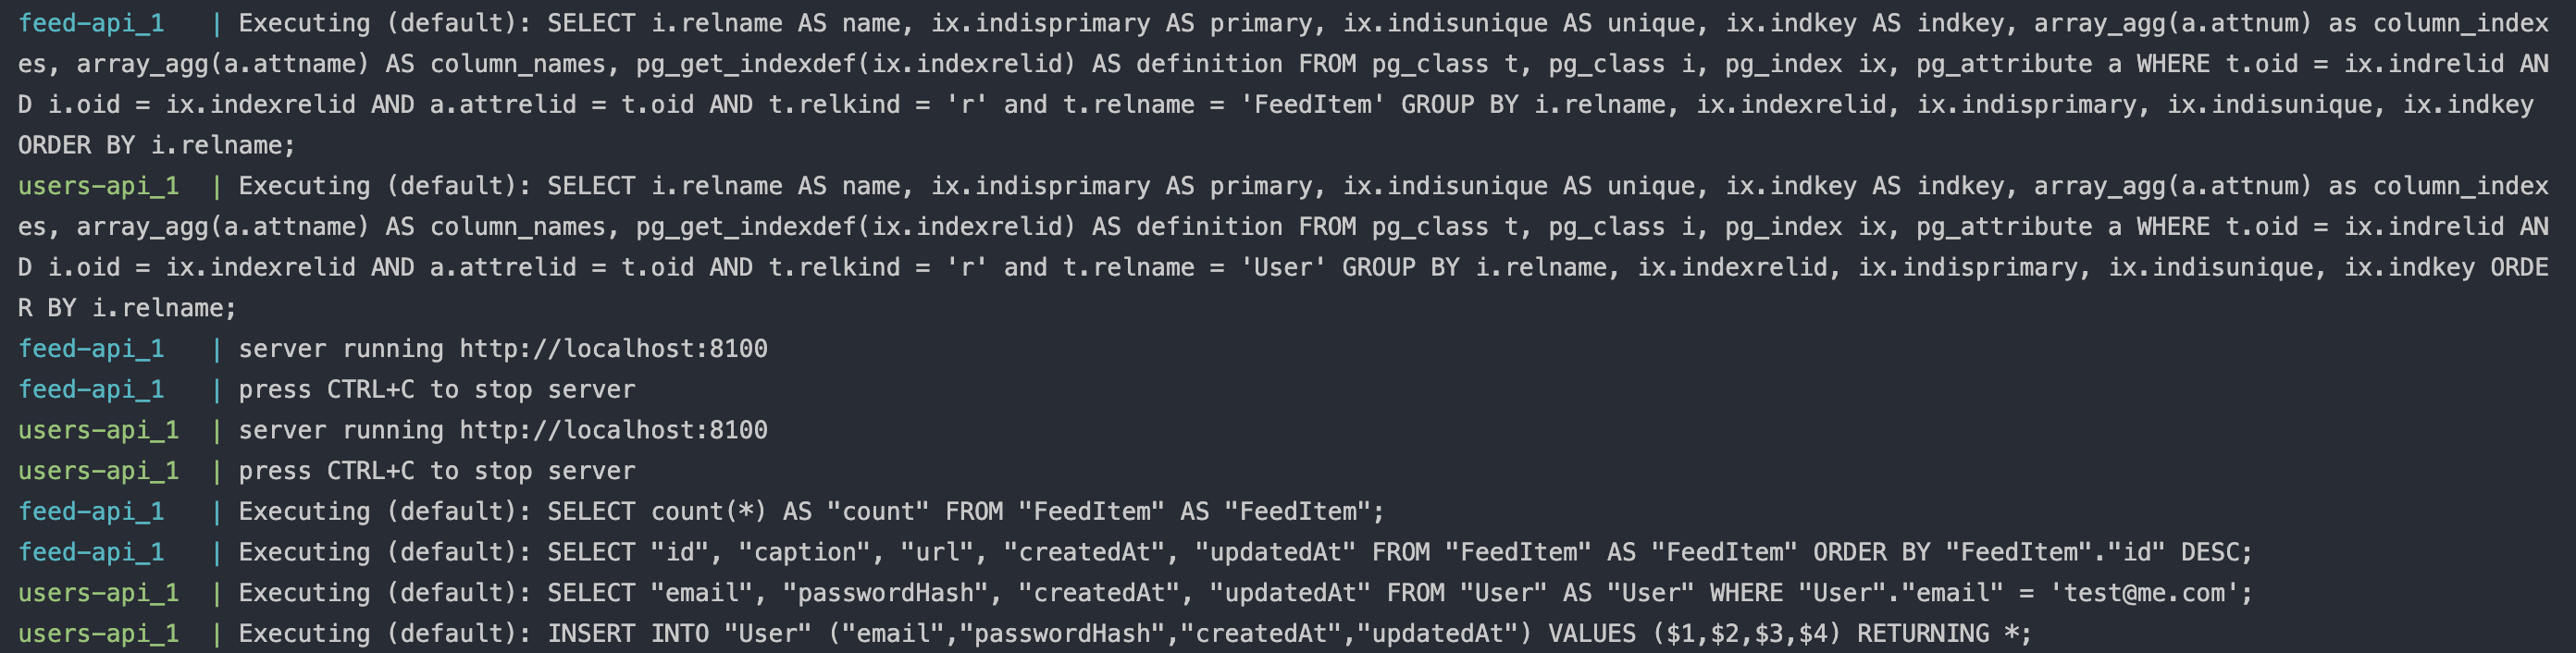 feed-api_1   | Executing (default): SELECT i.relname AS name, ix.indisprimary AS primary, ix.indisunique AS unique, ix.indkey AS indkey, array_agg(a.attnum) as column_index
es, array_agg(a.attname) AS column_names, pg_get_indexdef(ix.indexrelid) AS definition FROM pg_class t, pg_class i, pg_index ix, pg_attribute a WHERE t.oid = ix.indrelid AN
D i.oid = ix.indexrelid AND a.attrelid = t.oid AND t.relkind = 'r' and t.relname = 'FeedItem' GROUP BY i.relname, ix.indexrelid, ix.indisprimary, ix.indisunique, ix.indkey
ORDER BY i.relname;
users-api_1  | Executing (default): SELECT i.relname AS name, ix.indisprimary AS primary, ix.indisunique AS unique, ix.indkey AS indkey, array_agg(a.attnum) as column_index
es, array_agg(a.attname) AS column_names, pg_get_indexdef(ix.indexrelid) AS definition FROM pg_class t, pg_class i, pg_index ix, pg_attribute a WHERE t.oid = ix.indrelid AN
D i.oid = ix.indexrelid AND a.attrelid = t.oid AND t.relkind = 'r' and t.relname = 'User' GROUP BY i.relname, ix.indexrelid, ix.indisprimary, ix.indisunique, ix.indkey ORDE
R BY i.relname;
feed-api_1   | server running http://localhost:8100
feed-api_1   | press CTRL+C to stop server
users-api_1  | server running http://localhost:8100
users-api_1  | press CTRL+C to stop server
feed-api_1   | Executing (default): SELECT count(*) AS "count" FROM "FeedItem" AS "FeedItem";
feed-api_1   | Executing (default): SELECT "id", "caption", "url", "createdAt", "updatedAt" FROM "FeedItem" AS "FeedItem" ORDER BY "FeedItem"."id" DESC;
users-api_1  | Executing (default): SELECT "email", "passwordHash", "createdAt", "updatedAt" FROM "User" AS "User" WHERE "User"."email" = 'test@me.com';
users-api_1  | Executing (default): INSERT INTO "User" ("email","passwordHash","createdAt","updatedAt") VALUES ($1,$2,$3,$4) RETURNING *;